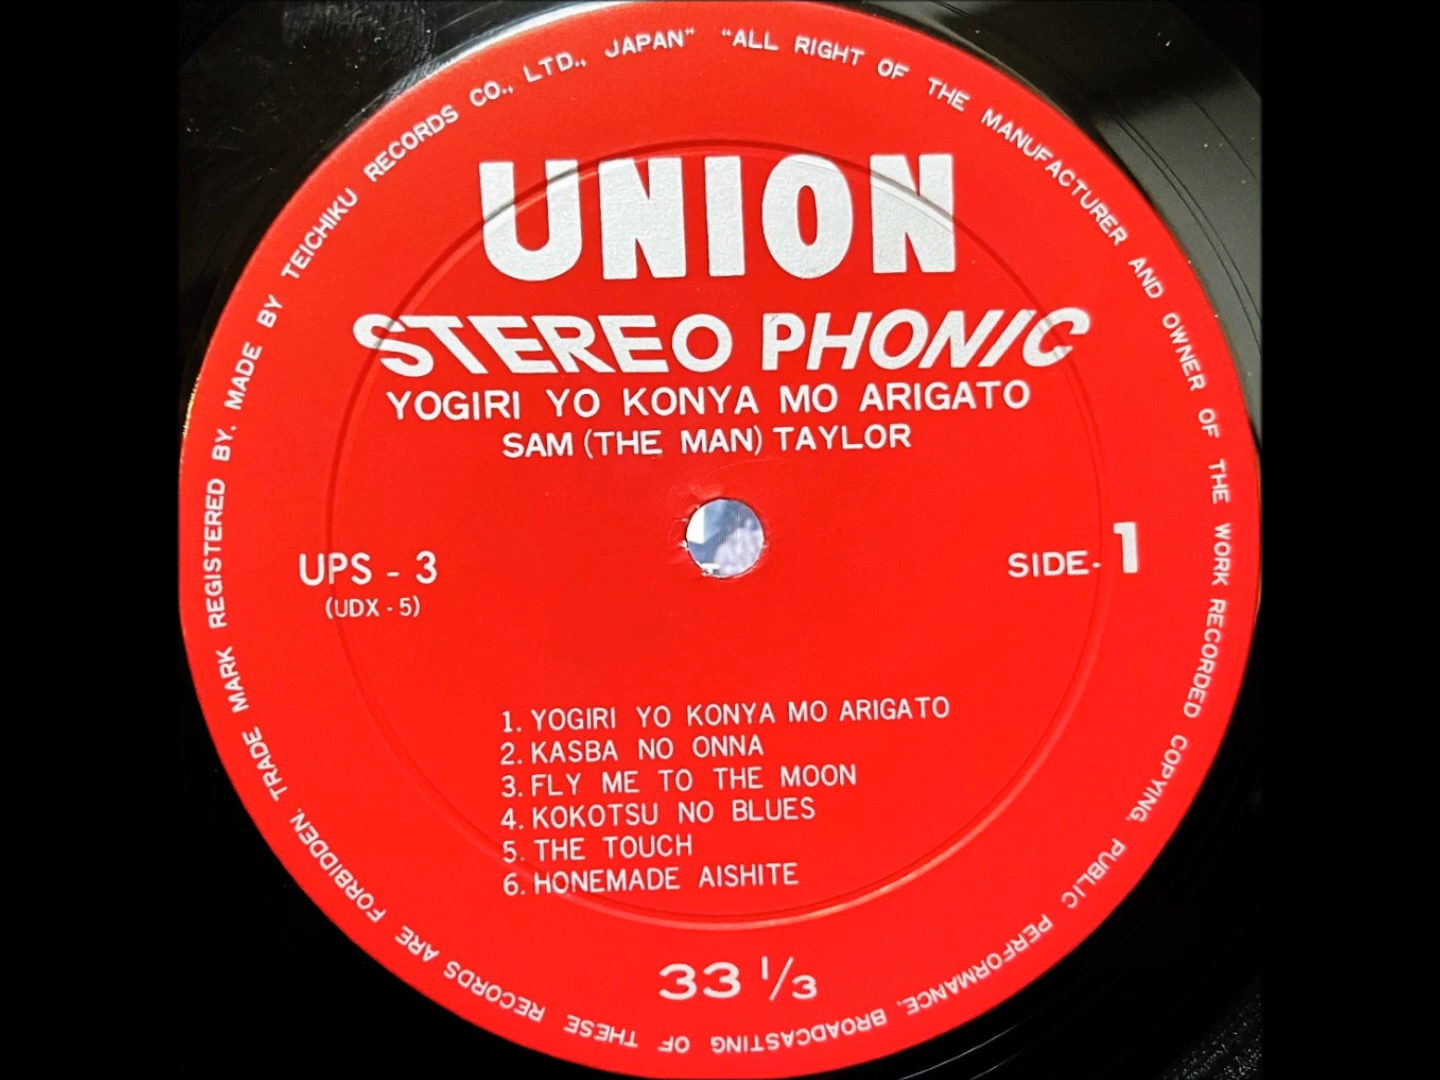 "ALL RIGHT OF THE MANUFACTURER AND OWNER OF THE WORK RECORDED COPYING, PUBLIC PERFORMANCE, BROADCASTING OF THESE RECORDS ARE FORBIDDEN, TRADE MARK REGISTERED BY. MADE BY TEICHIKU RECORDS CO., LTD., JAPAN"
UNION
STEREO PHONIC
YOGIRI YO KONYA MO ARIGATO
SAM (THE MAN) TAYLOR
UPS - 3
(UDX - 5)
SIDE. 1
1. YOGIRI YO KONYA MO ARIGATO
2. KASBA NO ONNA
3. FLY ME TO THE MOON
4. KOKOTSU NO BLUES
5. THE TOUCH
6. HONEMADE AISHITE
33 1/3